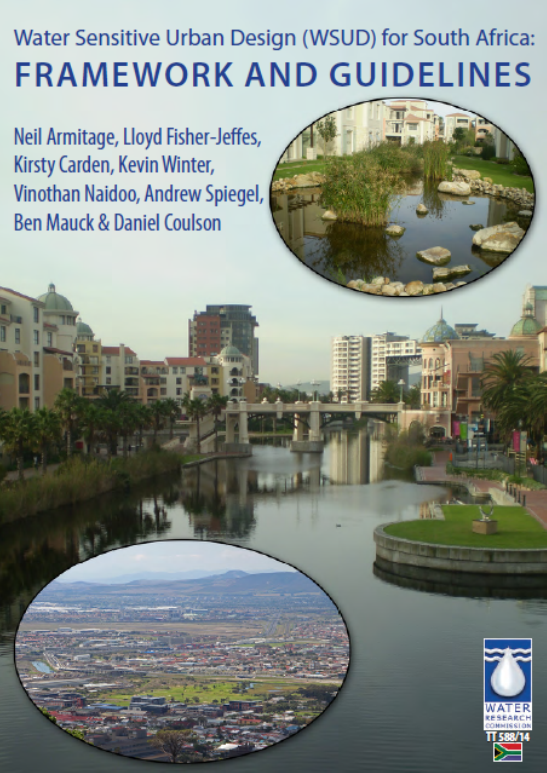 Water Sensitive Urban Design (WSUD) for South Africa:
FRAMEWORK AND GUIDELINES
Neil Armitage, Lloyd Fisher-Jeffes,
Kirsty Carden, Kevin Winter,
Vinothan Naidoo, Andrew Spiegel,
Ben Mauck & Daniel Coulson
WATER
RESEARCH
COMMISSION
TT 588/14